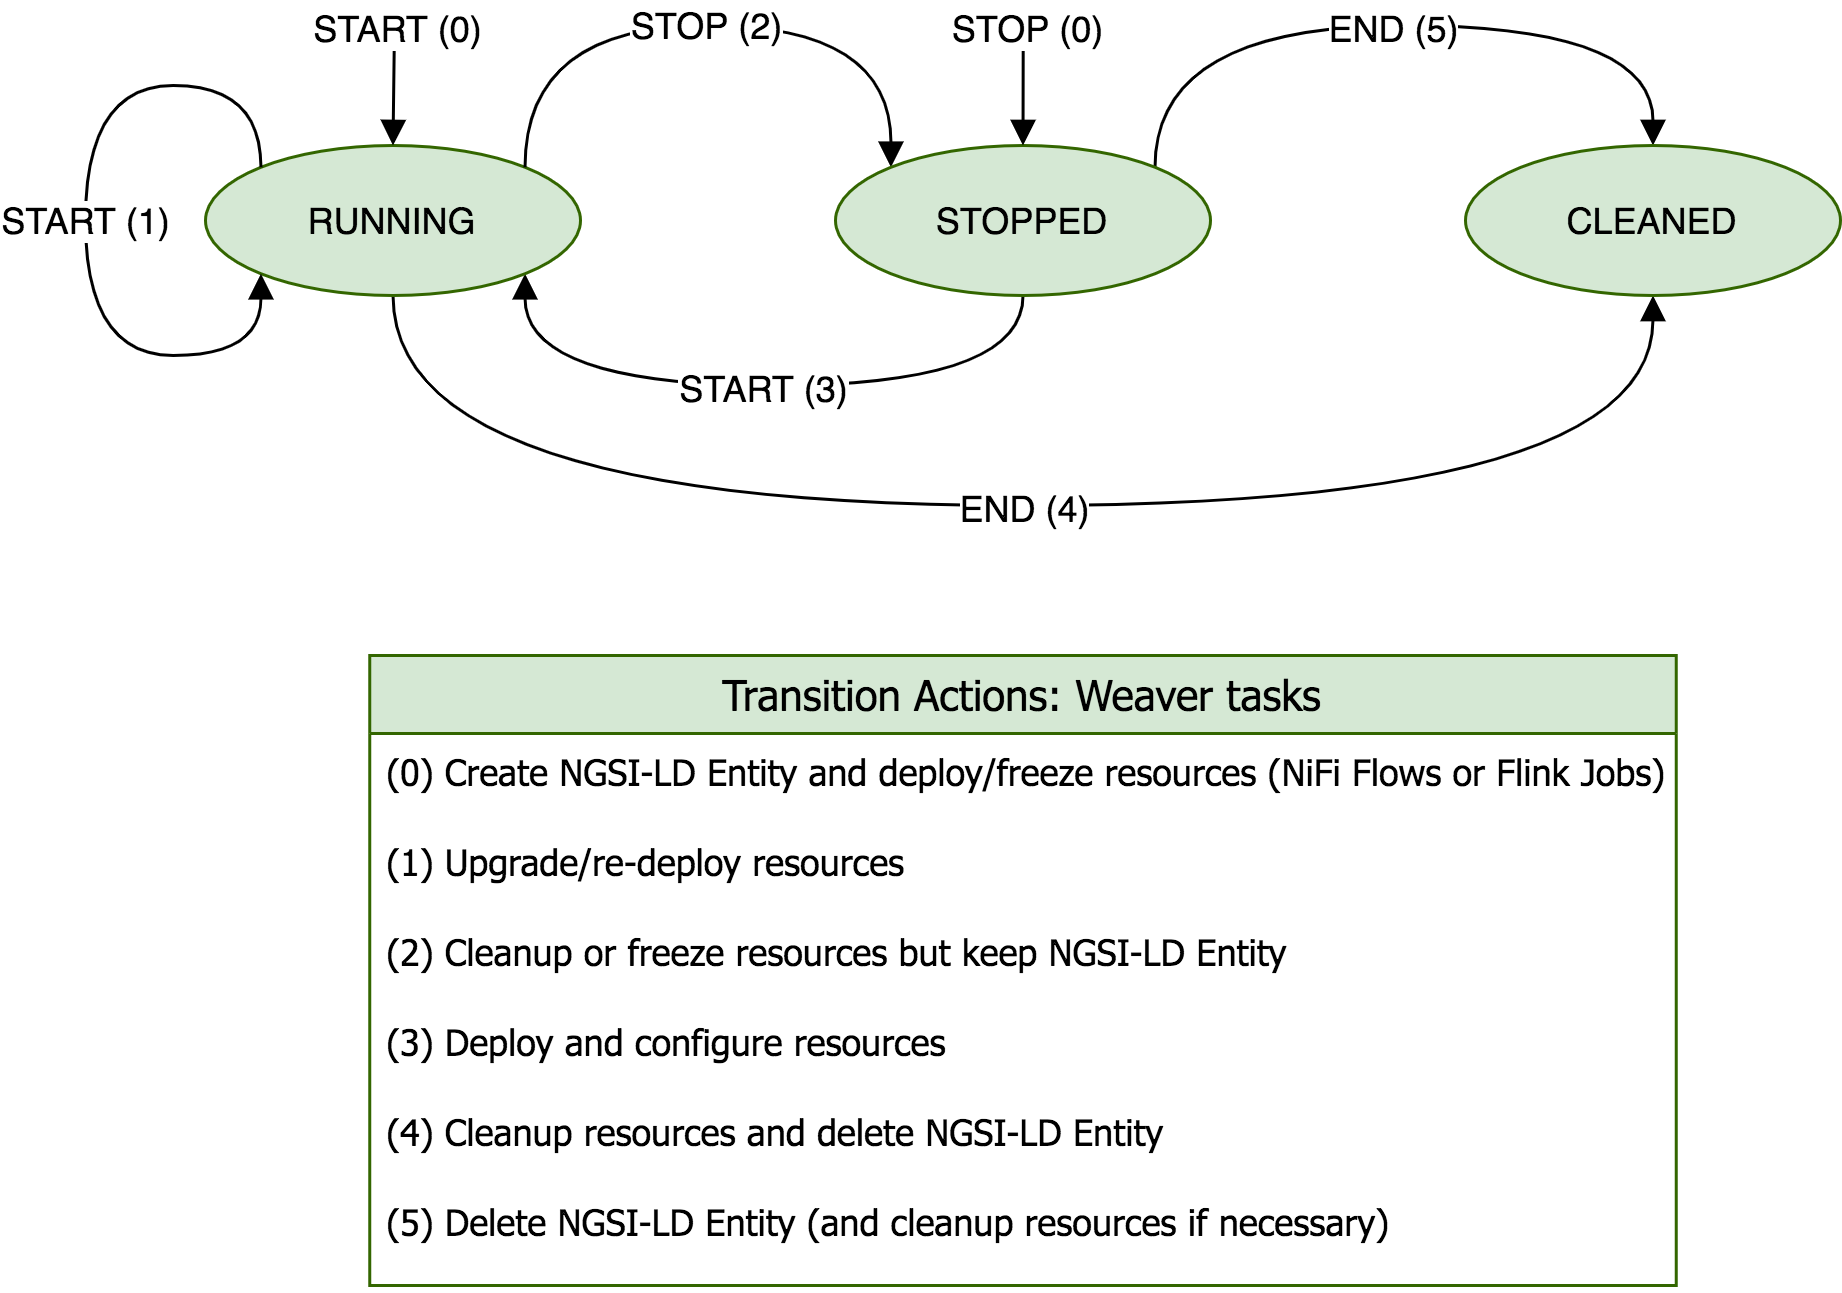 START (0)
STOP (2)
STOP (0)
END (5)
START (1)
RUNNING
STOPPED
CLEANED
START (3)
END (4)
Transition Actions: Weaver tasks
(0) Create NGSI-LD Entity and deploy/freeze resources (NiFi Flows or Flink Jobs)
(1) Upgrade/re-deploy resources
(2) Cleanup or freeze resources but keep NGSI-LD Entity
(3) Deploy and configure resources
(4) Cleanup resources and delete NGSI-LD Entity
(5) Delete NGSI-LD Entity (and cleanup resources if necessary)